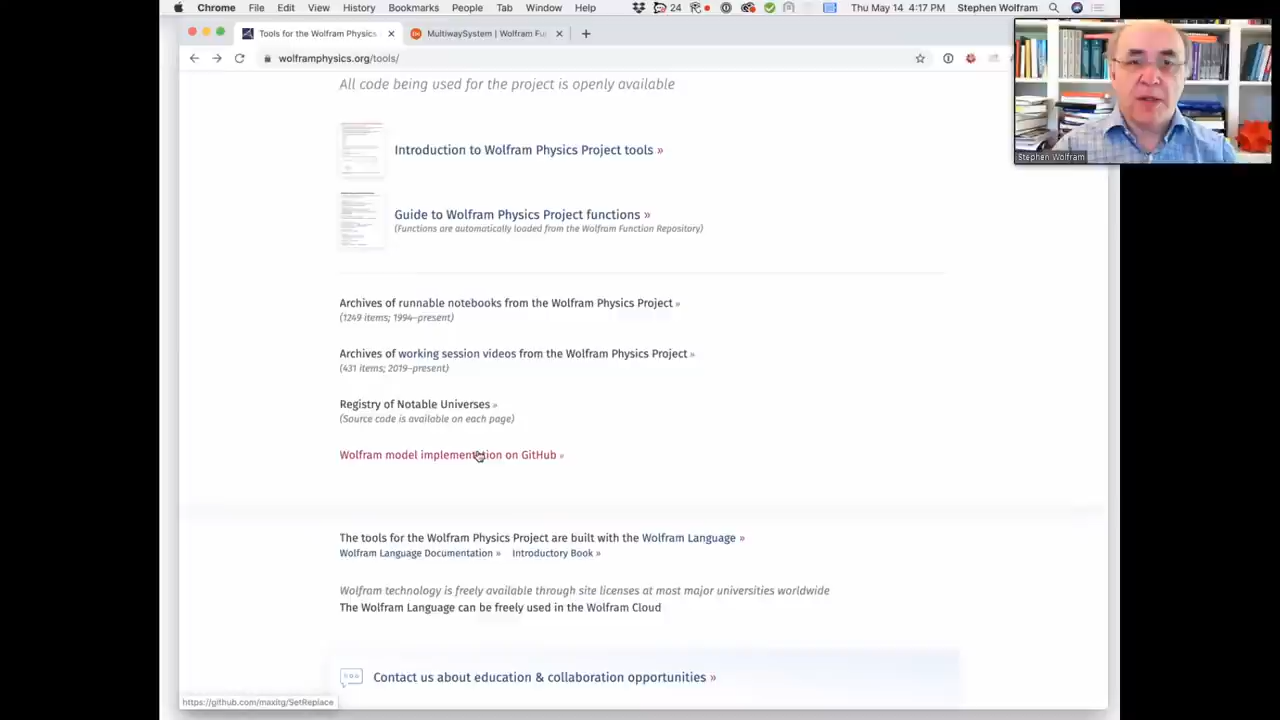 Chrome File Edit View History Bookmarks People Tab Window Help 24 Thu May 14 4:17 PM Stephen Wolfram
Tools for the Wolfram Physics MultiwaySystem | Wolfram Fu
wolframphysics.org/tools/
Stephen Wolfram
All code being used for the project is openly available
Introduction to Wolfram Physics Project tools »
Guide to Wolfram Physics Project functions »
(Functions are automatically loaded from the Wolfram Function Repository)
Archives of runnable notebooks from the Wolfram Physics Project »
(1249 items; 1994–present)
Archives of working session videos from the Wolfram Physics Project »
(431 items; 2019–present)
Registry of Notable Universes »
(Source code is available on each page)
Wolfram model implementation on GitHub »
The tools for the Wolfram Physics Project are built with the Wolfram Language »
Wolfram Language Documentation » Introductory Book »
Wolfram technology is freely available through site licenses at most major universities worldwide
The Wolfram Language can be freely used in the Wolfram Cloud
Contact us about education & collaboration opportunities »
https://github.com/maxitg/SetReplace